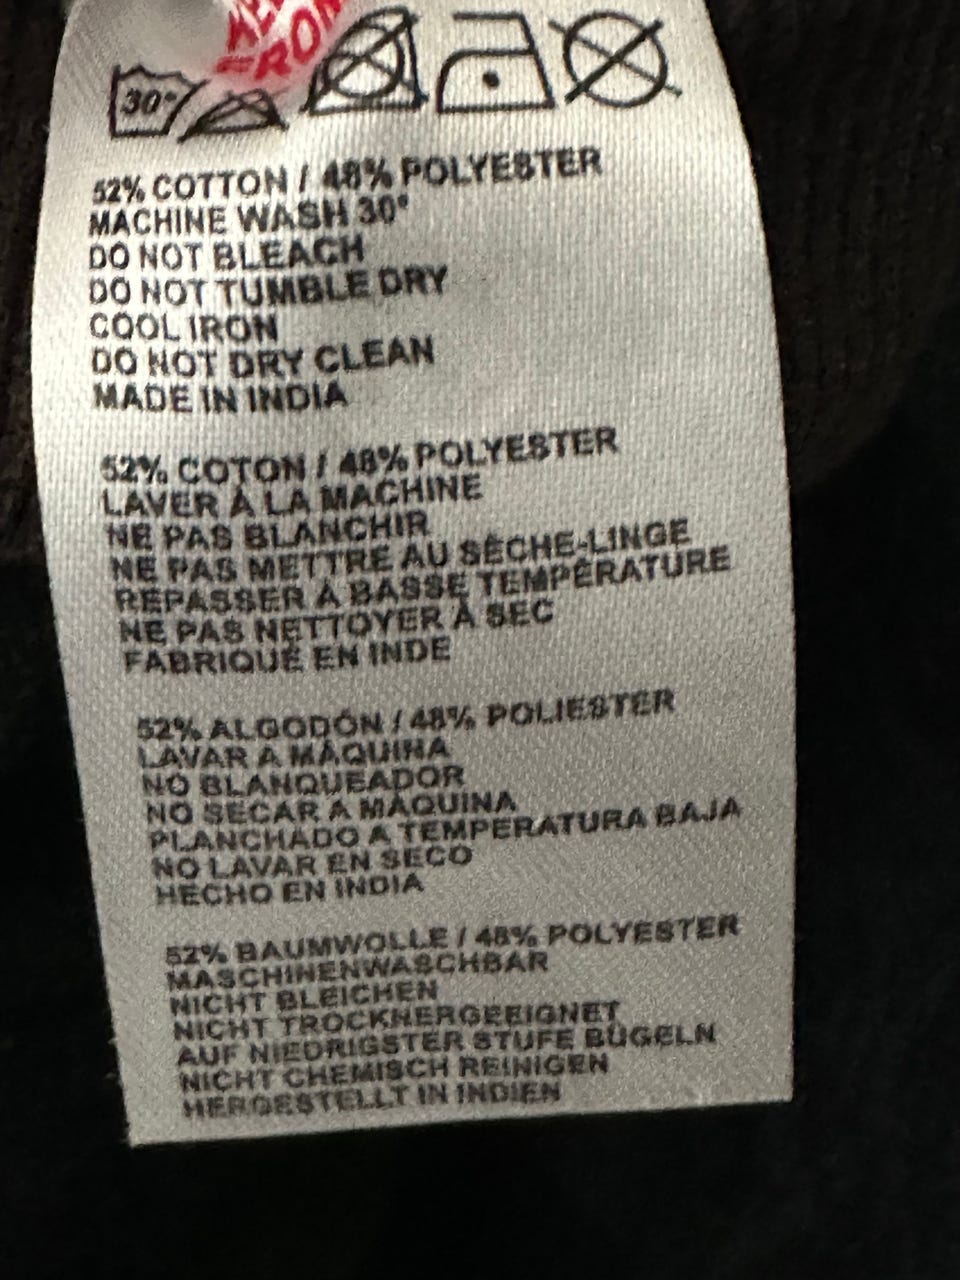 30°
52% COTTON / 48% POLYESTER
MACHINE WASH 30°
DO NOT BLEACH
DO NOT TUMBLE DRY
COOL IRON
DO NOT DRY CLEAN
MADE IN INDIA
52% COTON / 48% POLYESTER
LAVER À LA MACHINE
NE PAS BLANCHIR
NE PAS METTRE AU SÈCHE-LINGE
REPASSER À BASSE TEMPÉRATURE
NE PAS NETTOYER À SEC
FABRIQUÉ EN INDE
52% ALGODÓN / 48% POLIESTER
LAVAR A MÁQUINA
NO BLANQUEADOR
NO SECAR A MÁQUINA
PLANCHADO A TEMPERATURA BAJA
NO LAVAR EN SECO
HECHO EN INDIA
52% BAUMWOLLE / 48% POLYESTER
MASCHINENWASCHBAR
NICHT BLEICHEN
NICHT TROCKNERGEEIGNET
AUF NIEDRIGSTER STUFE BÜGELN
NICHT CHEMISCH REINIGEN
HERGESTELLT IN INDIEN